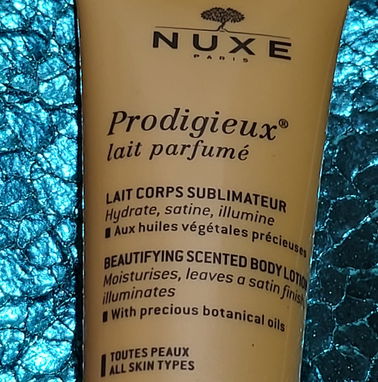 NUXE
PARIS
Prodigieux®
lait parfumé
LAIT CORPS SUBLIMATEUR
Hydrate, satine, illumine
Aux huiles végétales précieuses
BEAUTIFYING SCENTED BODY LOTION
Moisturises, leaves a satin finish,
illuminates
With precious botanical oils
TOUTES PEAUX
ALL SKIN TYPES